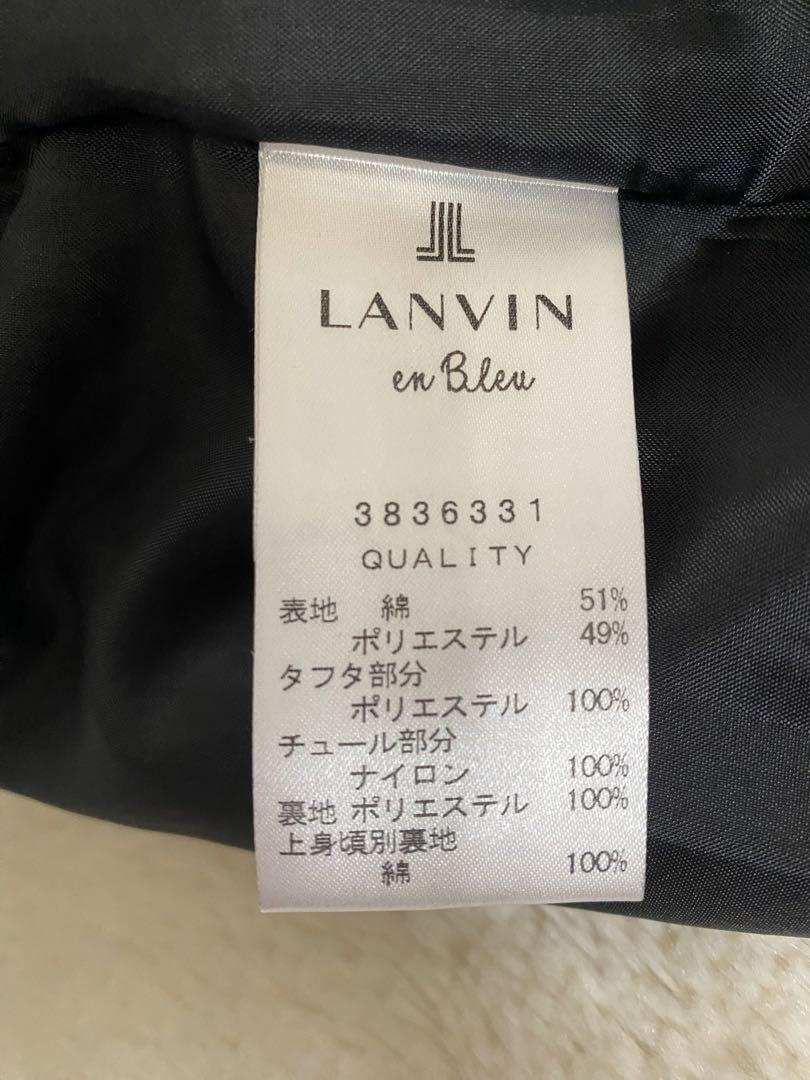 LANVIN
en Bleu
3836331
QUALITY
表地 綿 51%
ポリエステル 49%
タフタ部分
ポリエステル 100%
チュール部分
ナイロン 100%
裏地 ポリエステル 100%
上身頃別裏地
綿 100%